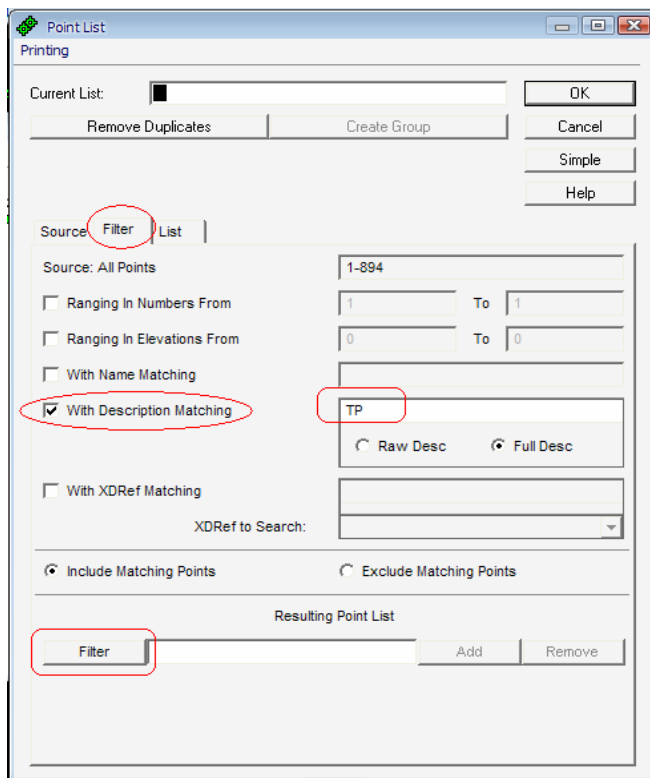 Point List
Printing
Current List:
OK
Remove Duplicates Create Group Cancel
Simple
Help
Source Filter List
Source: All Points 1-894
Ranging In Numbers From 1 To 1
Ranging In Elevations From 0 To 0
With Name Matching
With Description Matching TP
Raw Desc Full Desc
With XDRef Matching
XDRef to Search:
Include Matching Points Exclude Matching Points
Resulting Point List
Filter Add Remove